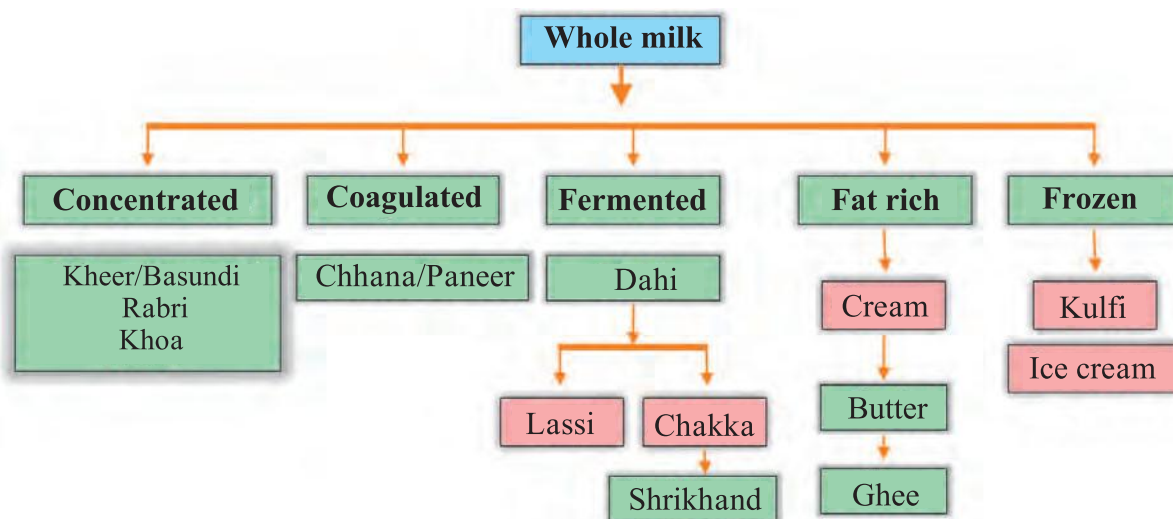 Whole milk
Concentrated
Coagulated
Fermented
Fat rich
Frozen
Kheer/Basundi
Rabri
Khoa
Chhana/Paneer
Dahi
Cream
Kulfi
Ice cream
Lassi
Chakka
Butter
Shrikhand
Ghee